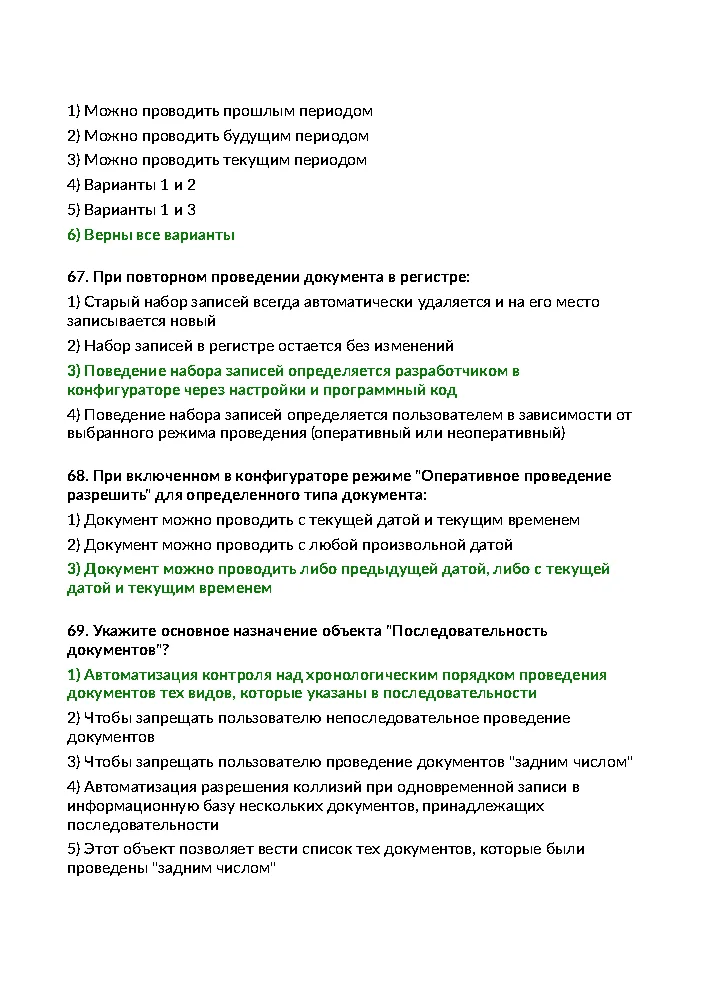 1) Можно проводить прошлым периодом
2) Можно проводить будущим периодом
3) Можно проводить текущим периодом
4) Варианты 1 и 2
5) Варианты 1 и 3
6) Верны все варианты
67. При повторном проведении документа в регистре:
1) Старый набор записей всегда автоматически удаляется и на его место
записывается новый
2) Набор записей в регистре остается без изменений
3) Поведение набора записей определяется разработчиком в
конфигураторе через настройки и программный код
4) Поведение набора записей определяется пользователем в зависимости от
выбранного режима проведения (оперативный или неоперативный)
68. При включенном в конфигураторе режиме "Оперативное проведение
разрешить" для определенного типа документа:
1) Документ можно проводить с текущей датой и текущим временем
2) Документ можно проводить с любой произвольной датой
3) Документ можно проводить либо предыдущей датой, либо с текущей
датой и текущим временем
69. Укажите основное назначение объекта "Последовательность
документов"?
1) Автоматизация контроля над хронологическим порядком проведения
документов тех видов, которые указаны в последовательности
2) Чтобы запрещать пользователю непоследовательное проведение
документов
3) Чтобы запрещать пользователю проведение документов "задним числом"
4) Автоматизация разрешения коллизий при одновременной записи в
информационную базу нескольких документов, принадлежащих
последовательности
5) Этот объект позволяет вести список тех документов, которые были
проведены "задним числом"